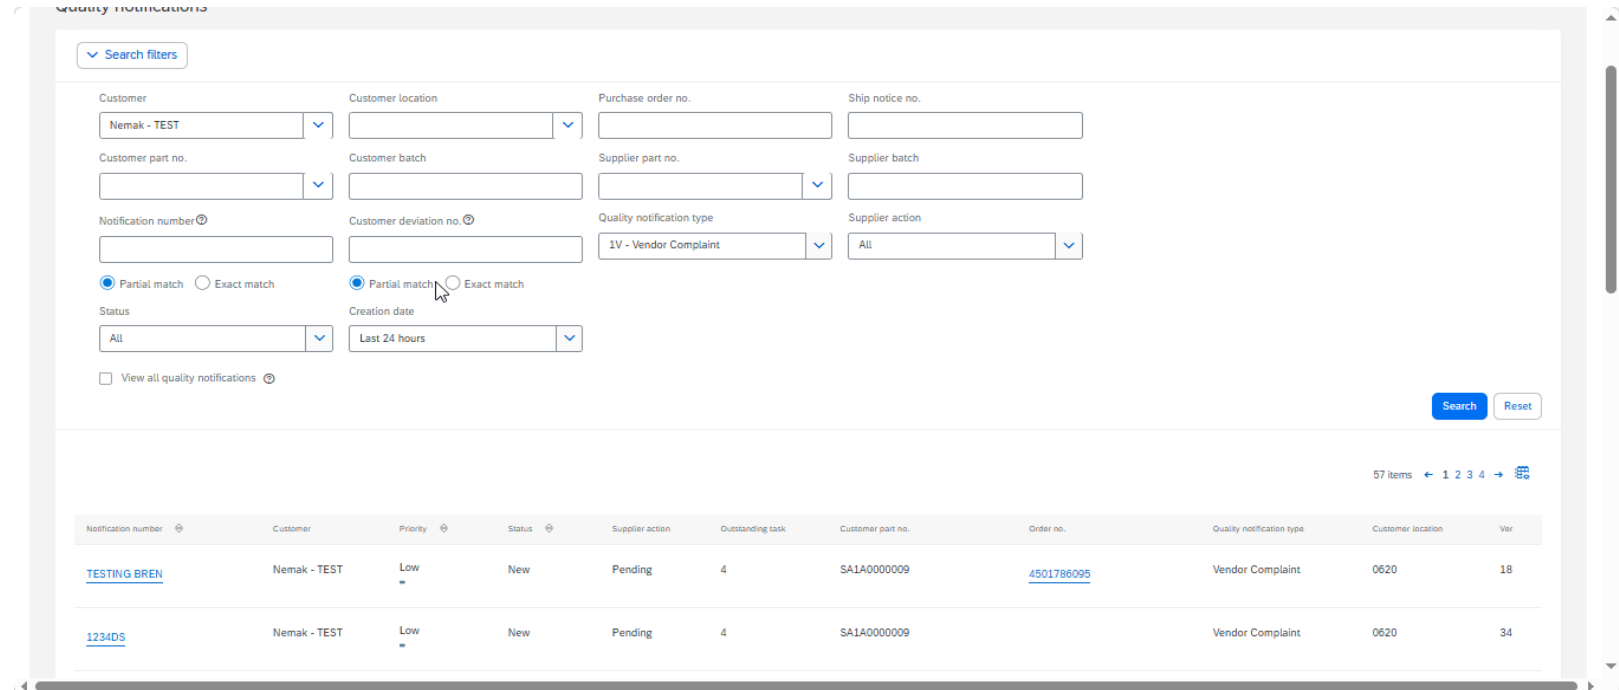 Quality notifications
Search filters
Customer Customer location Purchase order no. Ship notice no.
Nemak - TEST
Customer part no. Customer batch Supplier part no. Supplier batch
Notification number Customer deviation no. Quality notification type Supplier action
1V - Vendor Complaint All
Partial match Exact match Partial match Exact match
Status Creation date
All Last 24 hours
View all quality notifications
Search Reset
57 items 1 2 3 4
Notification number Customer Priority Status Supplier action Outstanding task Customer part no. Order no. Quality notification type Customer location Ver
TESTING BREN Nemak - TEST Low New Pending 4 SA1A0000009 4501786095 Vendor Complaint 0620 18
1234DS Nemak - TEST Low New Pending 4 SA1A0000009 Vendor Complaint 0620 34